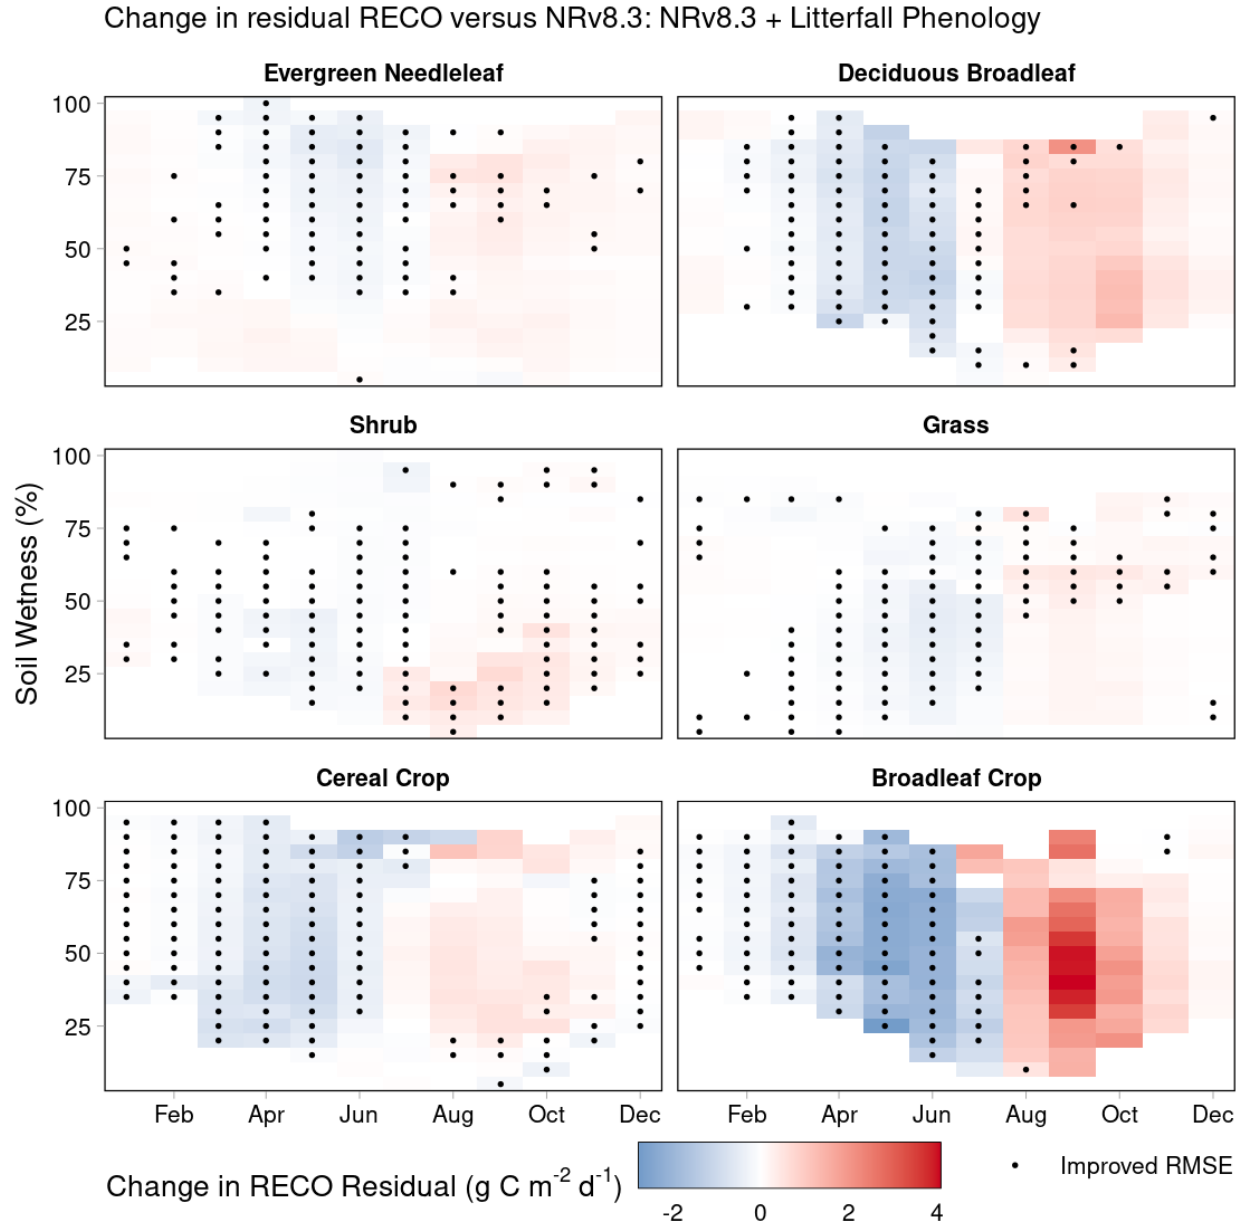 Change in residual RECO versus NRv8.3: NRv8.3 + Litterfall Phenology
Evergreen Needleleaf
Deciduous Broadleaf
100
75
50
25
Shrub
Grass
Soil Wetness (%)
100
75
50
25
Cereal Crop
Broadleaf Crop
100
75
50
25
Feb Apr Jun Aug Oct Dec
Feb Apr Jun Aug Oct Dec
Change in RECO Residual (g C m⁻² d⁻¹)
-2 0 2 4
Improved RMSE